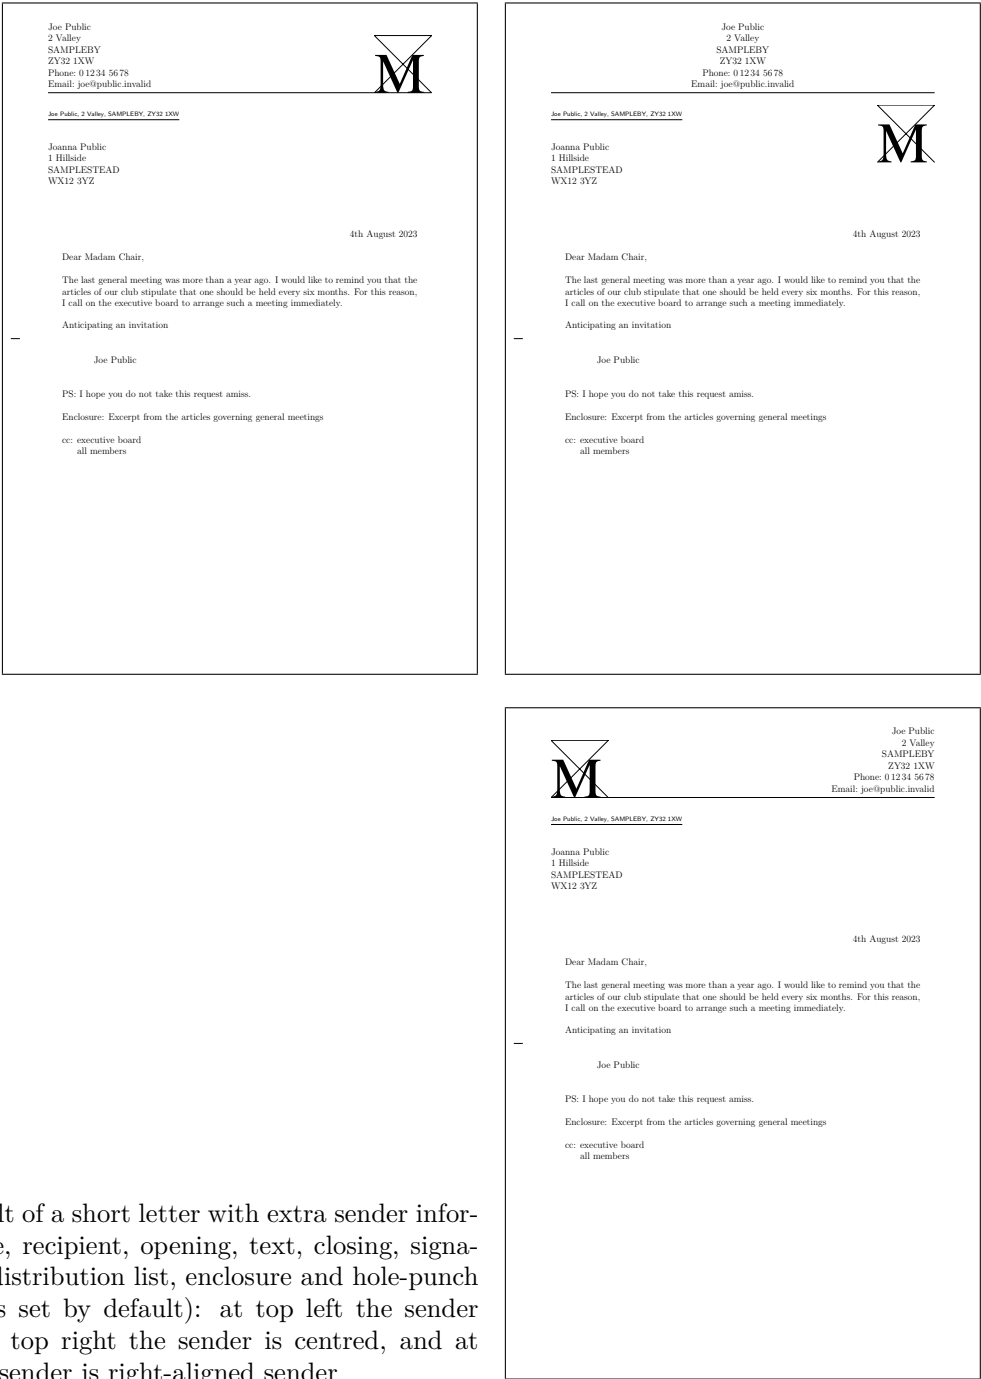 Joe Public
2 Valley
SAMPLEBY
ZY32 1XW
Phone: 0 12 34 56 78
Email: joe@public.invalid
M
Joe Public, 2 Valley, SAMPLEBY, ZY32 1XW
Joanna Public
1 Hillside
SAMPLESTEAD
WX12 3YZ
4th August 2023
Dear Madam Chair,
The last general meeting was more than a year ago. I would like to remind you that the
articles of our club stipulate that one should be held every six months. For this reason,
I call on the executive board to arrange such a meeting immediately.
Anticipating an invitation
Joe Public
PS: I hope you do not take this request amiss.
Enclosure: Excerpt from the articles governing general meetings
cc: executive board
all members
Joe Public
2 Valley
SAMPLEBY
ZY32 1XW
Phone: 0 12 34 56 78
Email: joe@public.invalid
Joe Public, 2 Valley, SAMPLEBY, ZY32 1XW
M
Joanna Public
1 Hillside
SAMPLESTEAD
WX12 3YZ
4th August 2023
Dear Madam Chair,
The last general meeting was more than a year ago. I would like to remind you that the
articles of our club stipulate that one should be held every six months. For this reason,
I call on the executive board to arrange such a meeting immediately.
Anticipating an invitation
Joe Public
PS: I hope you do not take this request amiss.
Enclosure: Excerpt from the articles governing general meetings
cc: executive board
all members
Joe Public
2 Valley
SAMPLEBY
ZY32 1XW
Phone: 0 12 34 56 78
Email: joe@public.invalid
M
Joe Public, 2 Valley, SAMPLEBY, ZY32 1XW
Joanna Public
1 Hillside
SAMPLESTEAD
WX12 3YZ
4th August 2023
Dear Madam Chair,
The last general meeting was more than a year ago. I would like to remind you that the
articles of our club stipulate that one should be held every six months. For this reason,
I call on the executive board to arrange such a meeting immediately.
Anticipating an invitation
Joe Public
PS: I hope you do not take this request amiss.
Enclosure: Excerpt from the articles governing general meetings
cc: executive board
all members
lt of a short letter with extra sender infor-
, recipient, opening, text, closing, signa-
distribution list, enclosure and hole-punch
s set by default): at top left the sender
top right the sender is centred, and at
sender is right-aligned sender